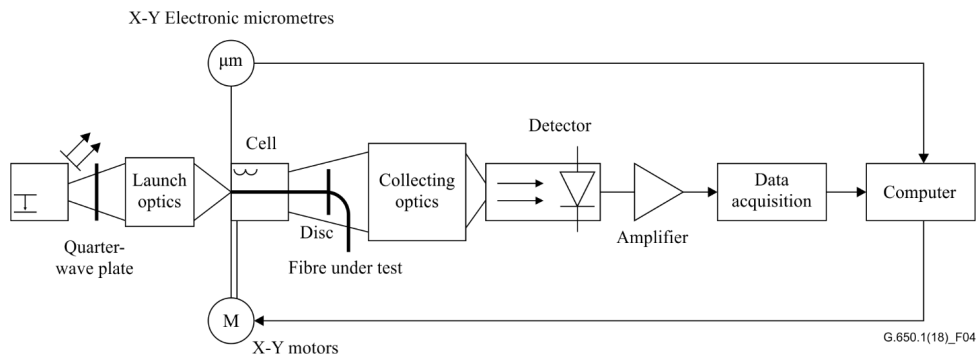 X-Y Electronic micrometres
μm
Cell
Detector
Launch
optics
Collecting
optics
Data
acquisition
Computer
Quarter-
wave plate
Disc
Fibre under test
Amplifier
M
X-Y motors
G.650.1(18)_F04